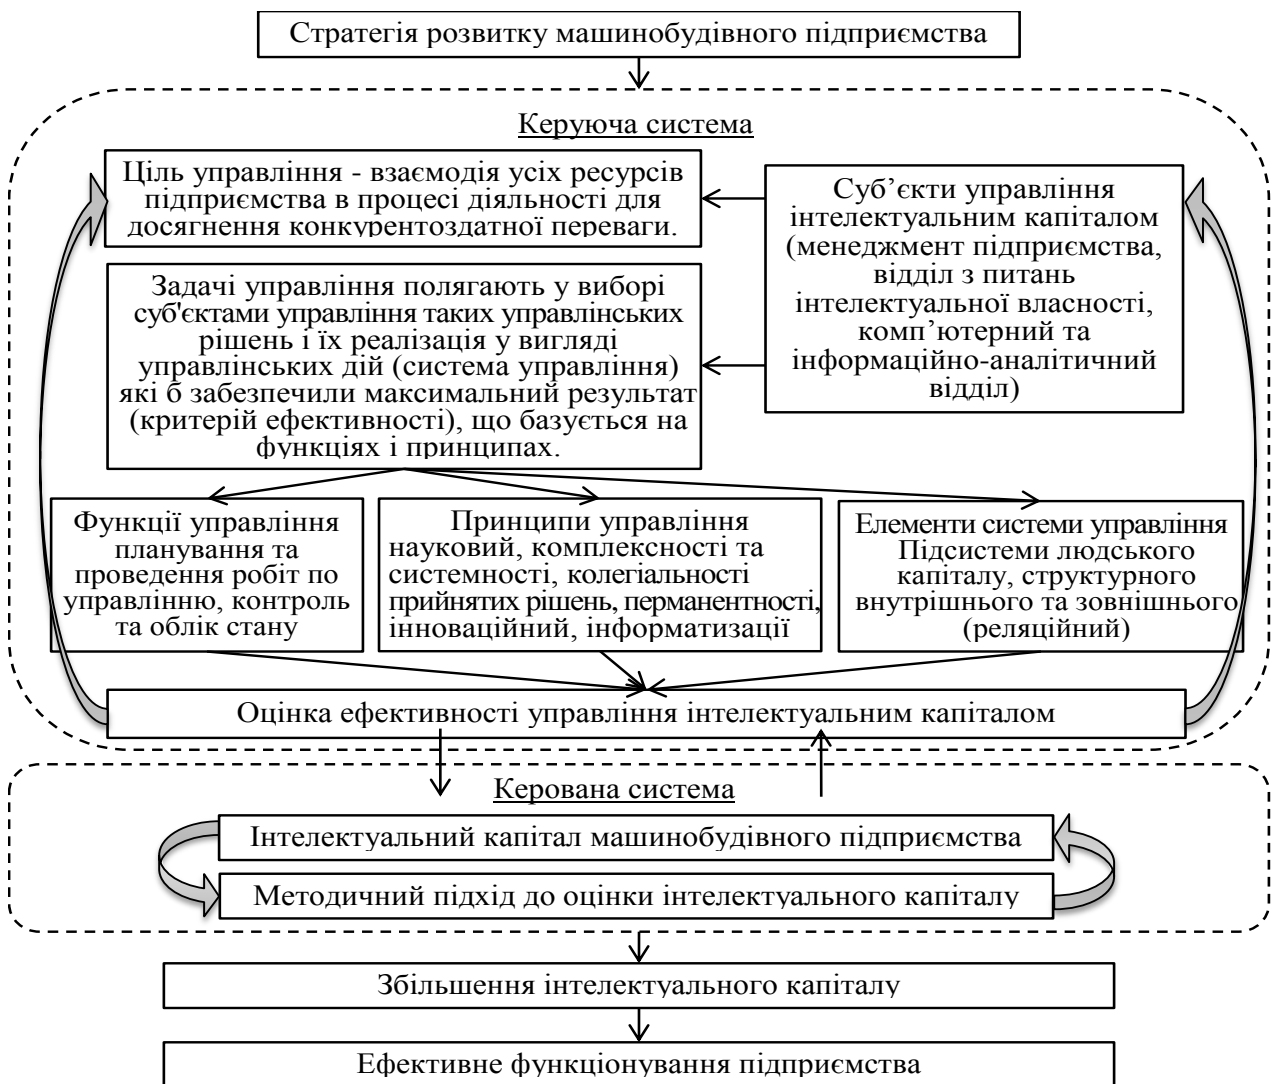 Стратегія розвитку машинобудівного підприємства
Керуюча система
Ціль управління - взаємодія усіх ресурсів
підприємства в процесі діяльності для
досягнення конкурентоздатної переваги.
Суб’єкти управління
інтелектуальним капіталом
(менеджмент підприємства,
відділ з питань
інтелектуальної власності,
комп’ютерний та
інформаційно-аналітичний
відділ)
Задачі управління полягають у виборі
суб'єктами управління таких управлінських
рішень і їх реалізація у вигляді
управлінських дій (система управління)
які б забезпечили максимальний результат
(критерій ефективності), що базується на
функціях і принципах.
Функції управління
планування та
проведення робіт по
управлінню, контроль
та облік стану
Принципи управління
науковий, комплексності та
системності, колегіальності
прийнятих рішень, перманентності,
інноваційний, інформатизації
Елементи системи управління
Підсистеми людського
капіталу, структурного
внутрішнього та зовнішнього
(реляційний)
Оцінка ефективності управління інтелектуальним капіталом
Керована система
Інтелектуальний капітал машинобудівного підприємства
Методичний підхід до оцінки інтелектуального капіталу
Збільшення інтелектуального капіталу
Ефективне функціонування підприємства